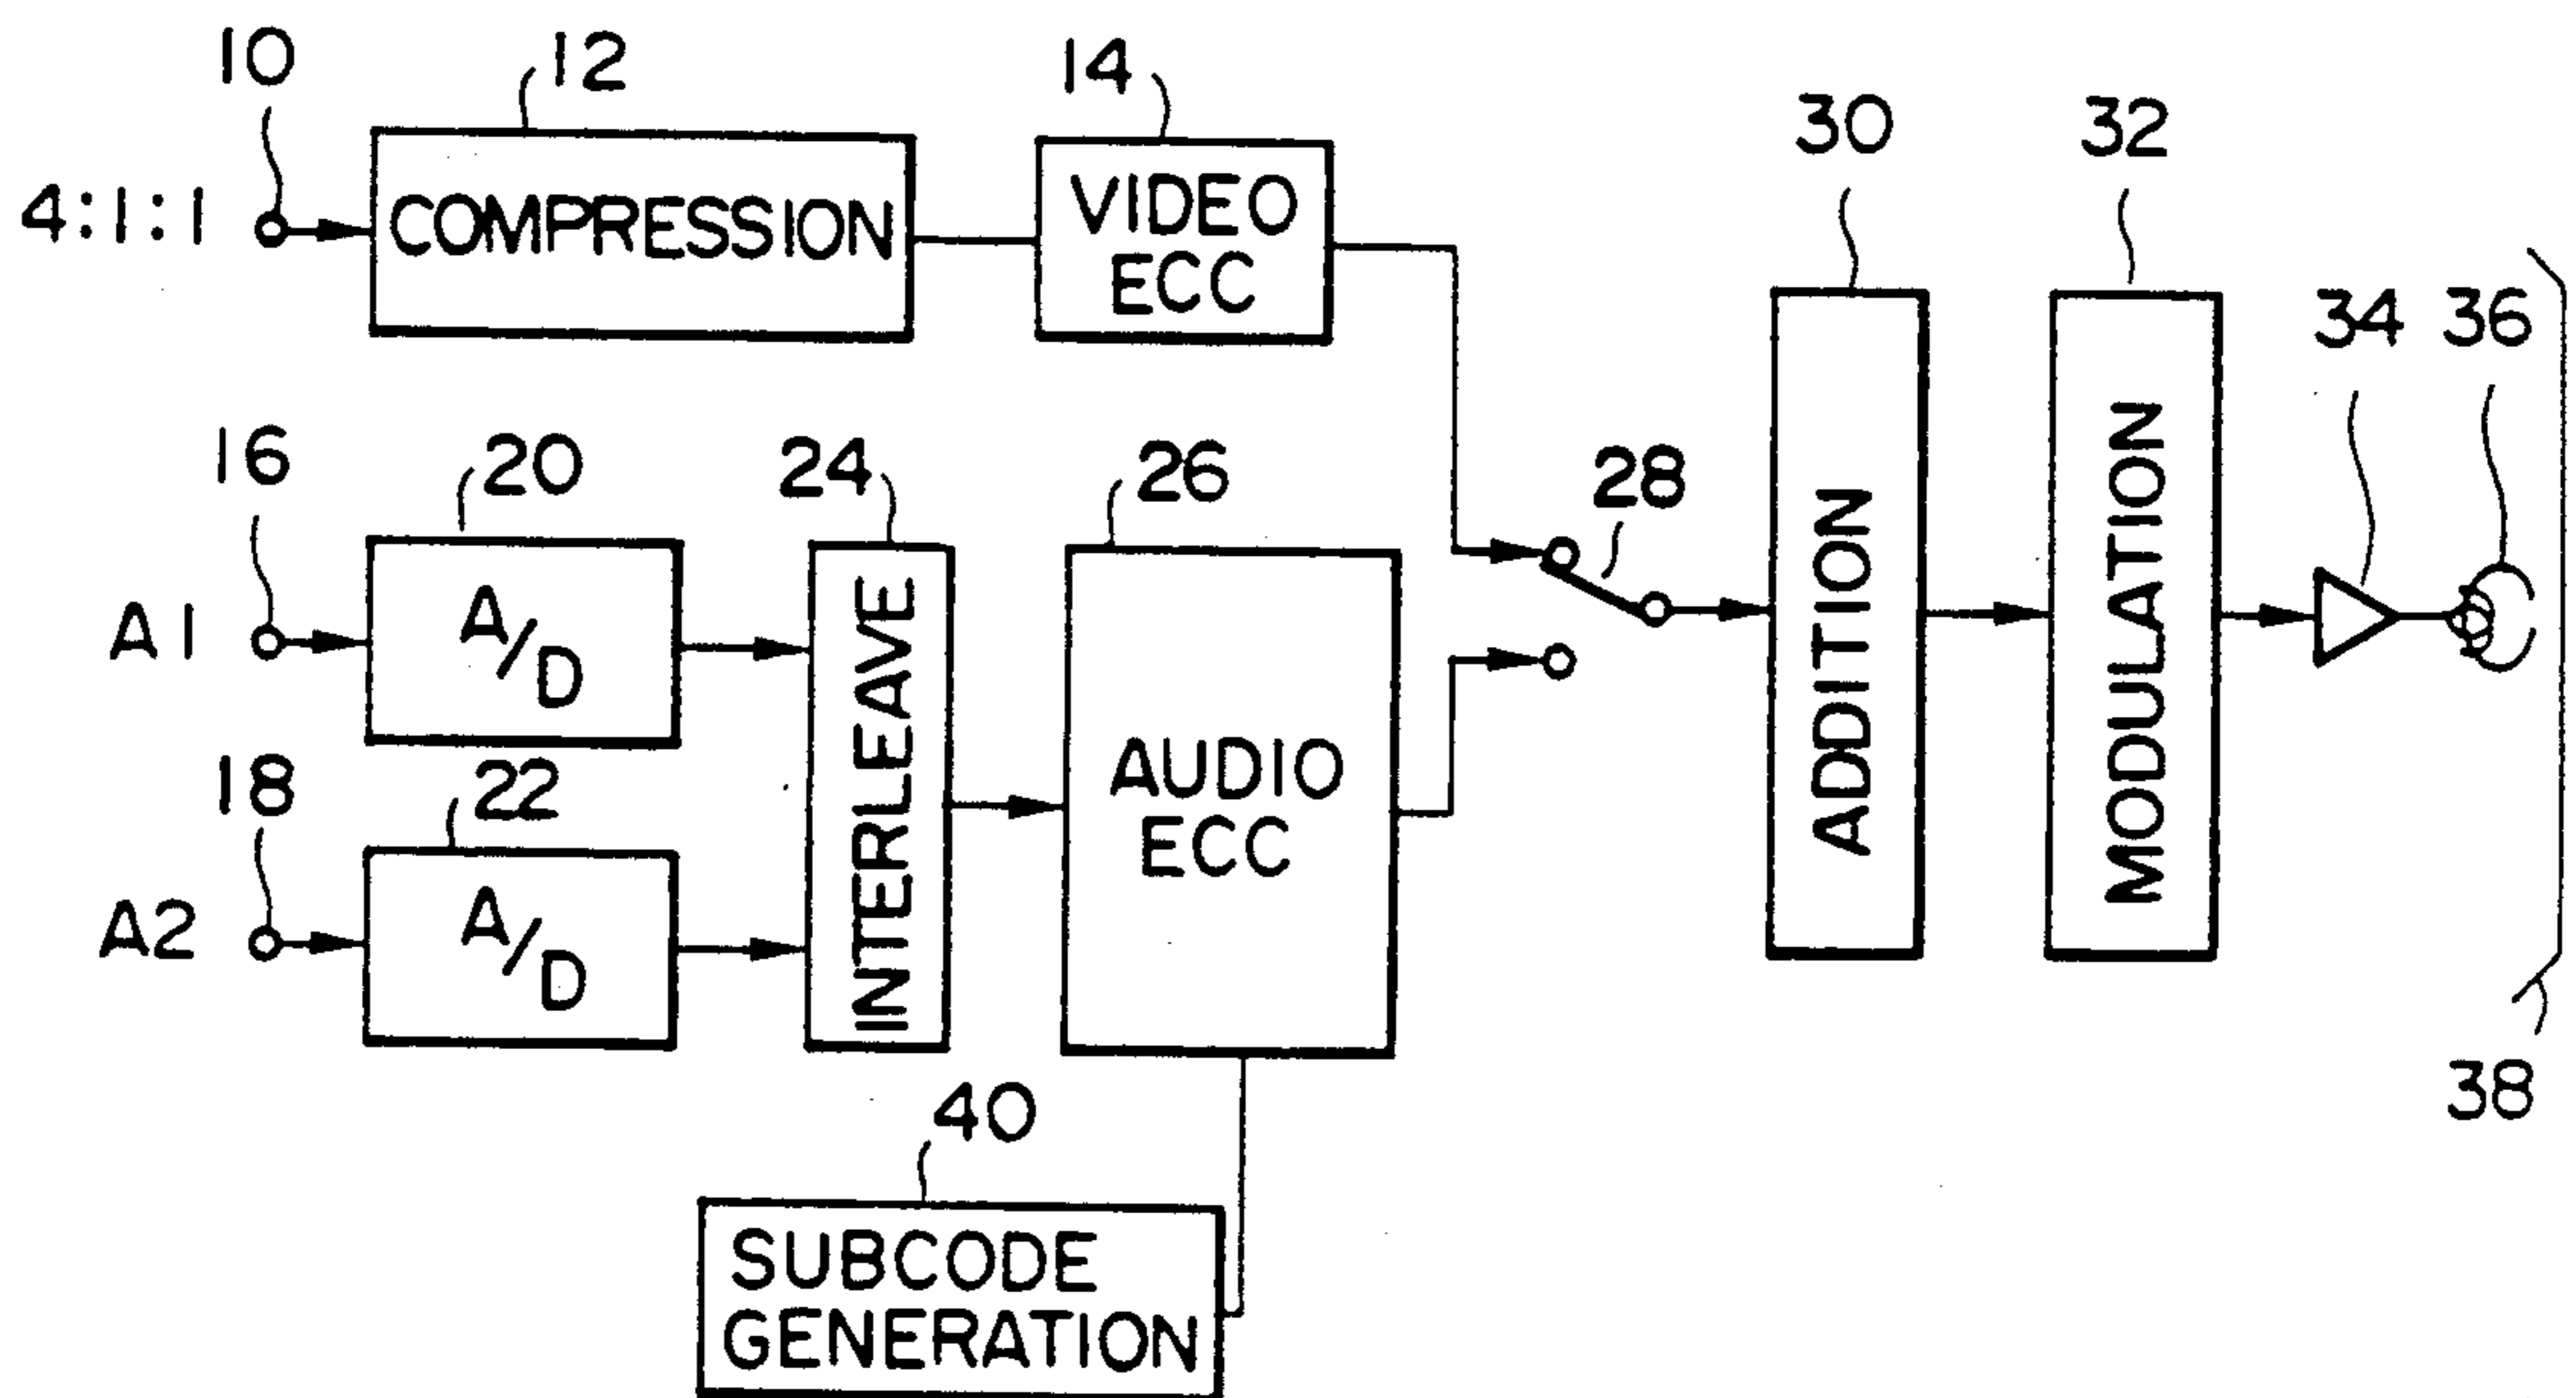 10
12
14
30
32
4:1:1
COMPRESSION
VIDEO
ECC
34
36
16
20
24
26
28
A1
A/D
INTERLEAVE
AUDIO
ECC
ADDITION
MODULATION
18
22
A2
A/D
38
40
SUBCODE
GENERATION